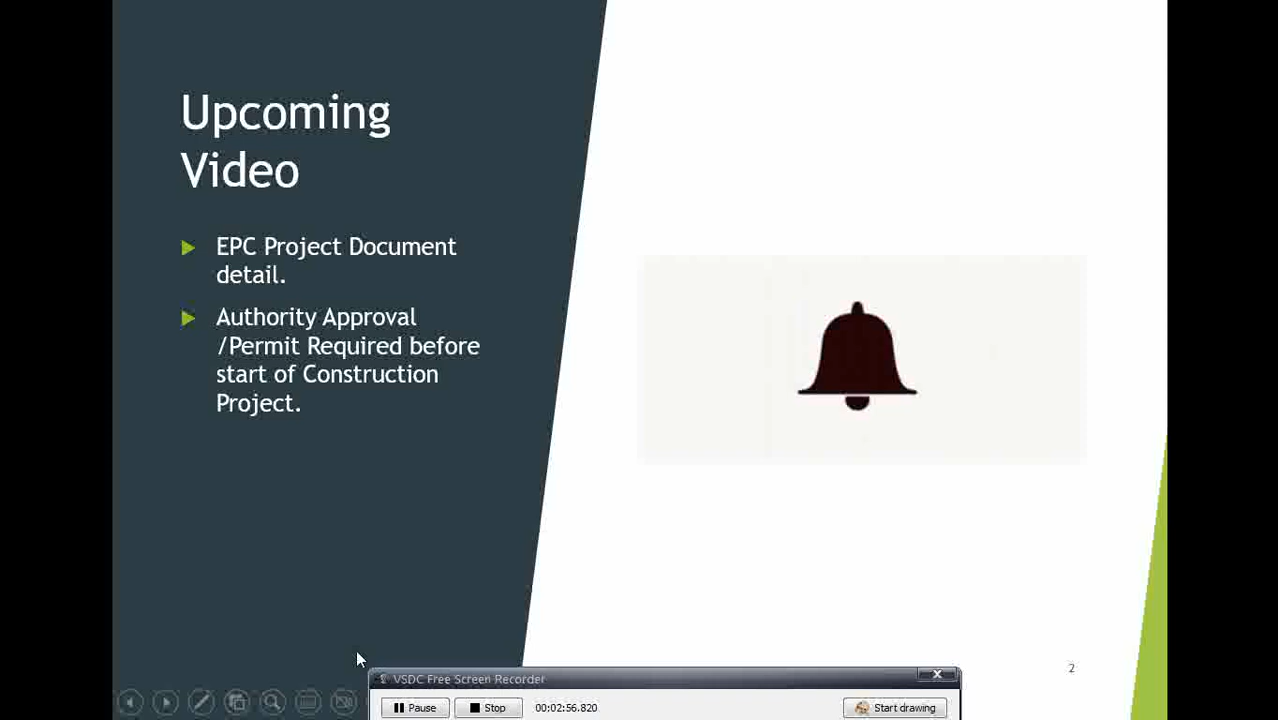 Upcoming
Video
EPC Project Document
detail.
Authority Approval
/Permit Required before
start of Construction
Project.
2
VSDC Free Screen Recorder
Pause
Stop
00:02:56.820
Start drawing